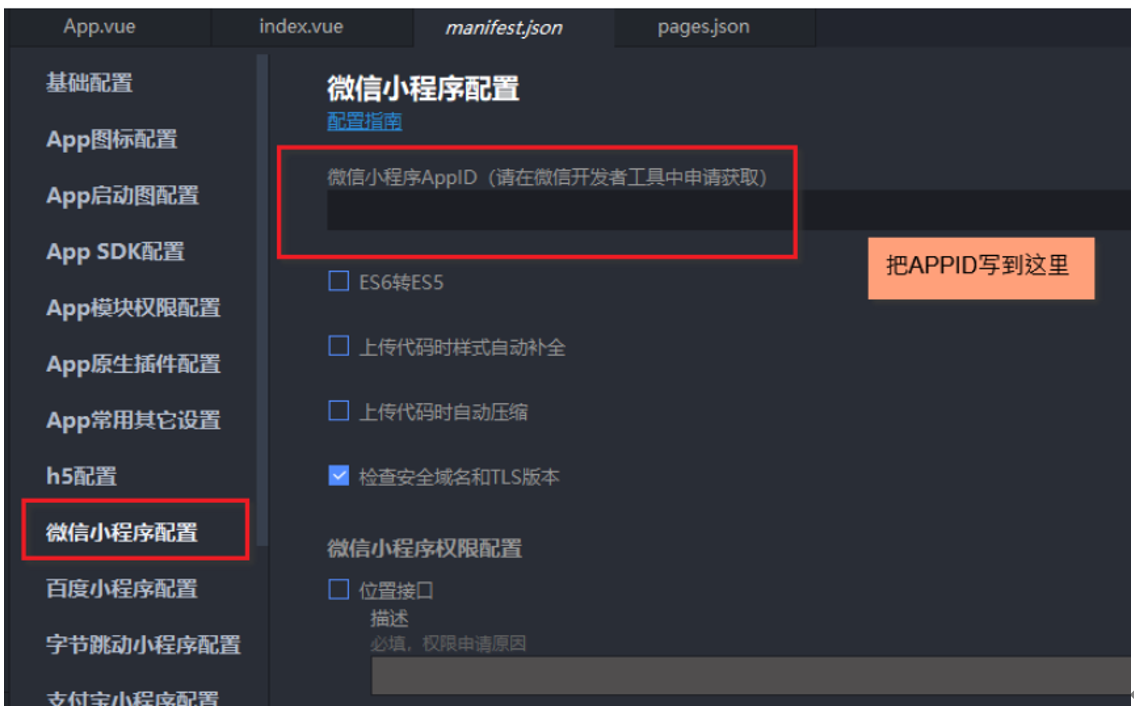 App.vue
index.vue
manifest.json
pages.json
基础配置
App图标配置
App启动图配置
App SDK配置
App模块权限配置
App原生插件配置
App常用其它设置
h5配置
微信小程序配置
百度小程序配置
字节跳动小程序配置
支付宝小程序配置
微信小程序配置
配置指南
微信小程序AppID（请在微信开发者工具中申请获取）
把APPID写到这里
ES6转ES5
上传代码时样式自动补全
上传代码时自动压缩
检查安全域名和TLS版本
微信小程序权限配置
位置接口
描述
必填，权限申请原因